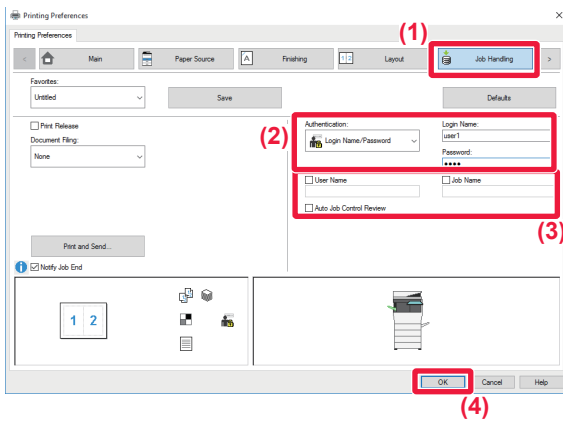 Printing Preferences
Printing Preferences
(1)
Main
Paper Source
A
Finishing
1 2
Layout
Job Handling
Favorites:
Untitled
Save
Defaults
Print Release
Document Filing:
None
(2)
Authentication:
Login Name/Password
Login Name:
user1
Password:
••••
User Name
Job Name
Auto Job Control Review
(3)
Print and Send...
Notify Job End
1 2
OK
Cancel
Help
(4)